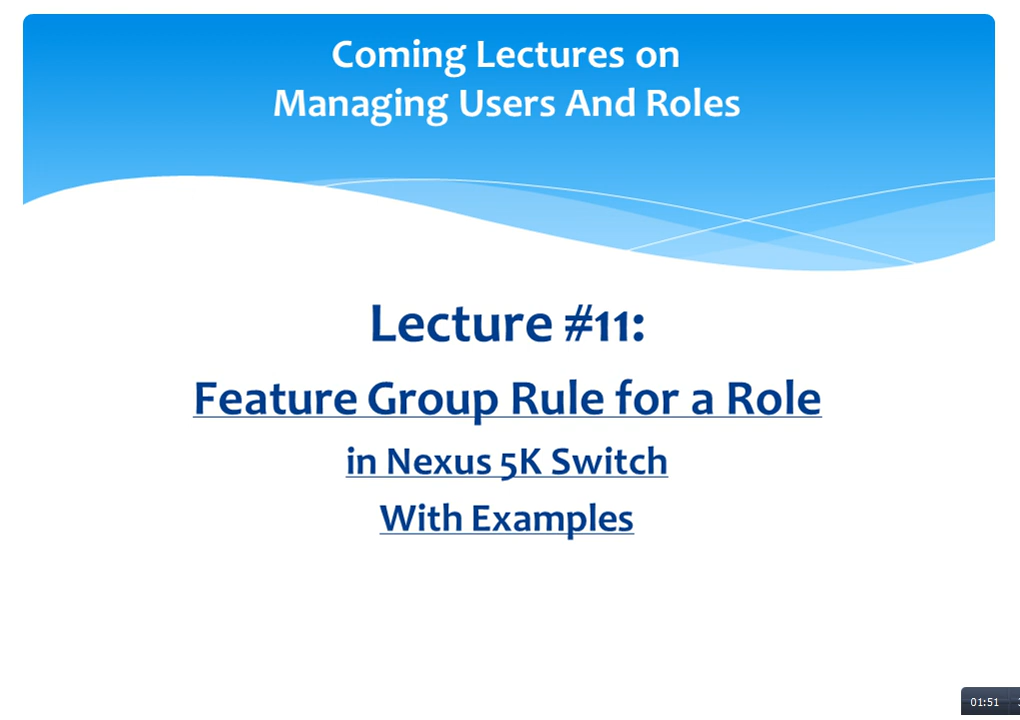 Coming Lectures on
Managing Users And Roles
Lecture #11:
Feature Group Rule for a Role
in Nexus 5K Switch
With Examples
01:51